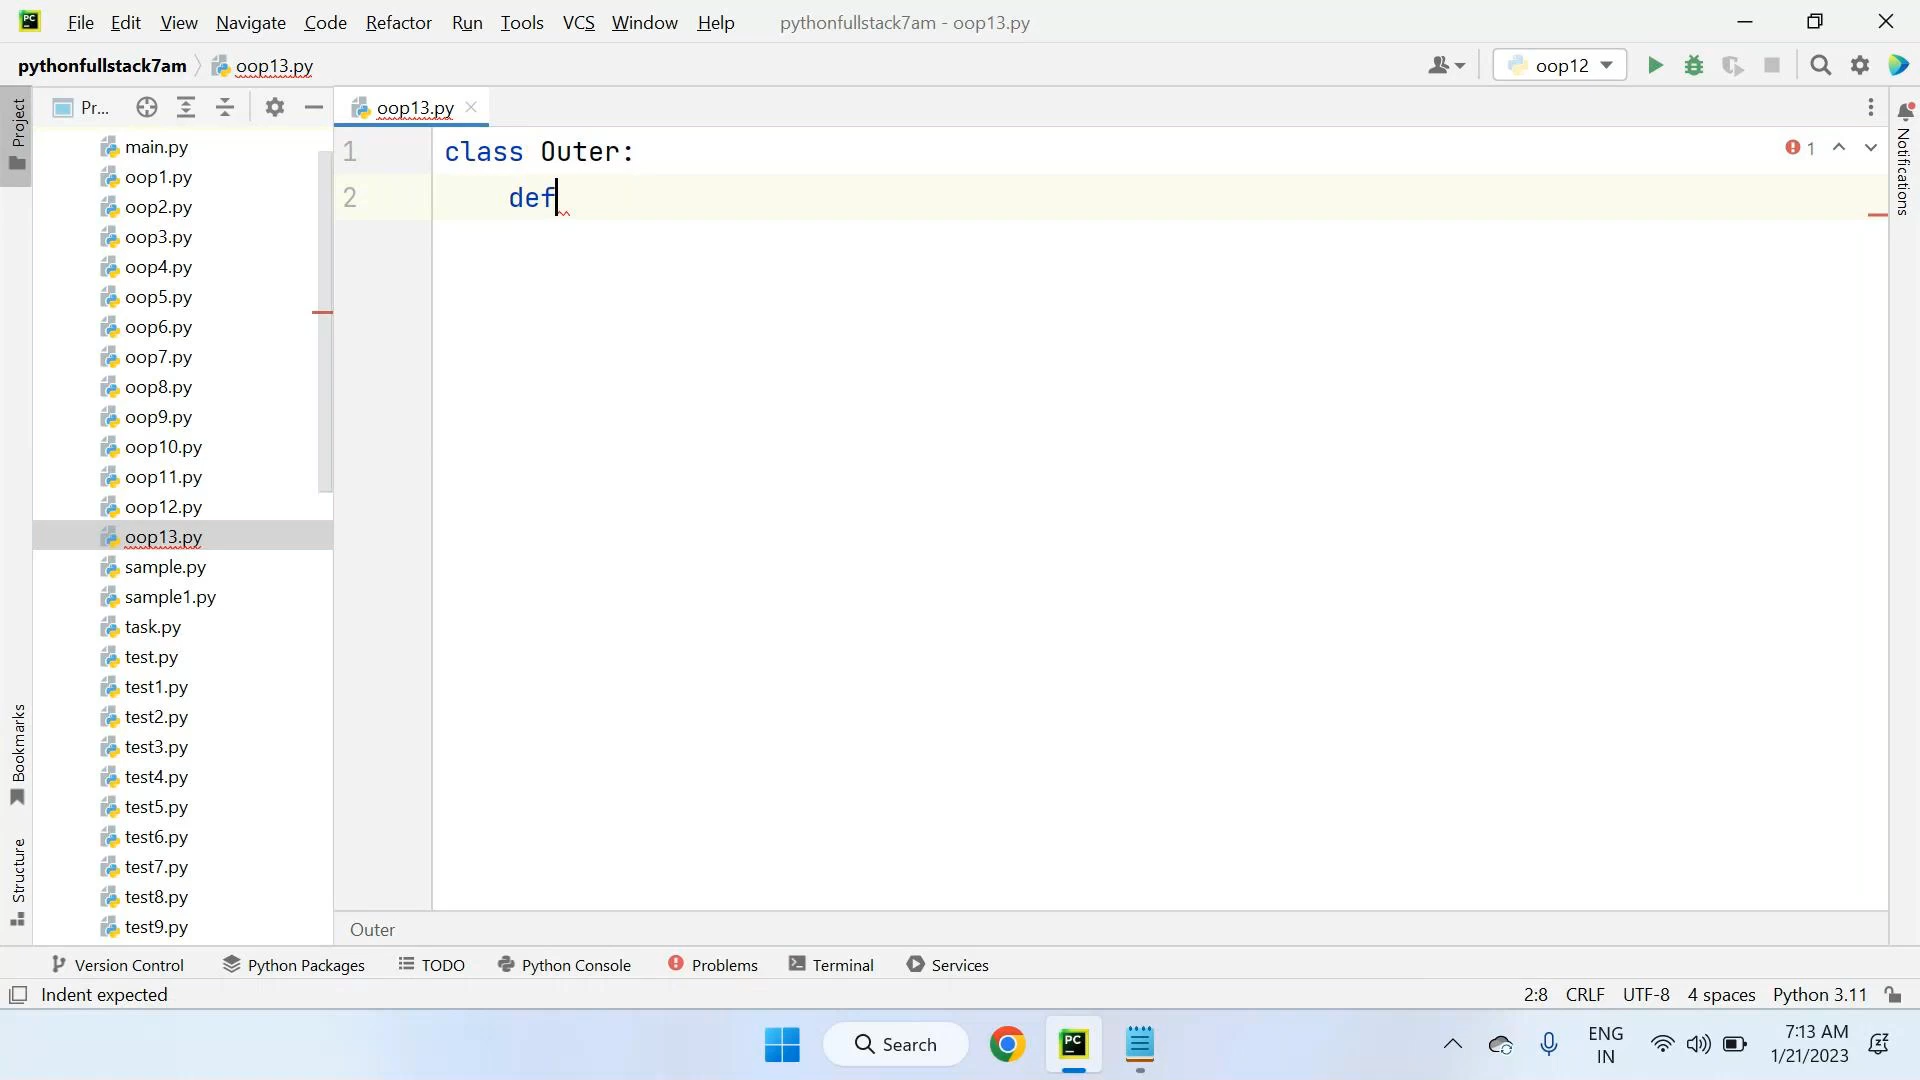 PC File Edit View Navigate Code Refactor Run Tools VCS Window Help pythonfullstack7am - oop13.py
pythonfullstack7am oop13.py oop12
Project Pr... oop13.py
main.py
oop1.py
oop2.py
oop3.py
oop4.py
oop5.py
oop6.py
oop7.py
oop8.py
oop9.py
oop10.py
oop11.py
oop12.py
oop13.py
sample.py
sample1.py
task.py
test.py
test1.py
test2.py
test3.py
test4.py
test5.py
test6.py
test7.py
test8.py
test9.py
1 class Outer:
2 def
1
Notifications
Bookmarks
Structure
Outer
Version Control Python Packages TODO Python Console Problems Terminal Services
Indent expected 2:8 CRLF UTF-8 4 spaces Python 3.11
Search PC ENG 7:13 AM
IN 1/21/2023